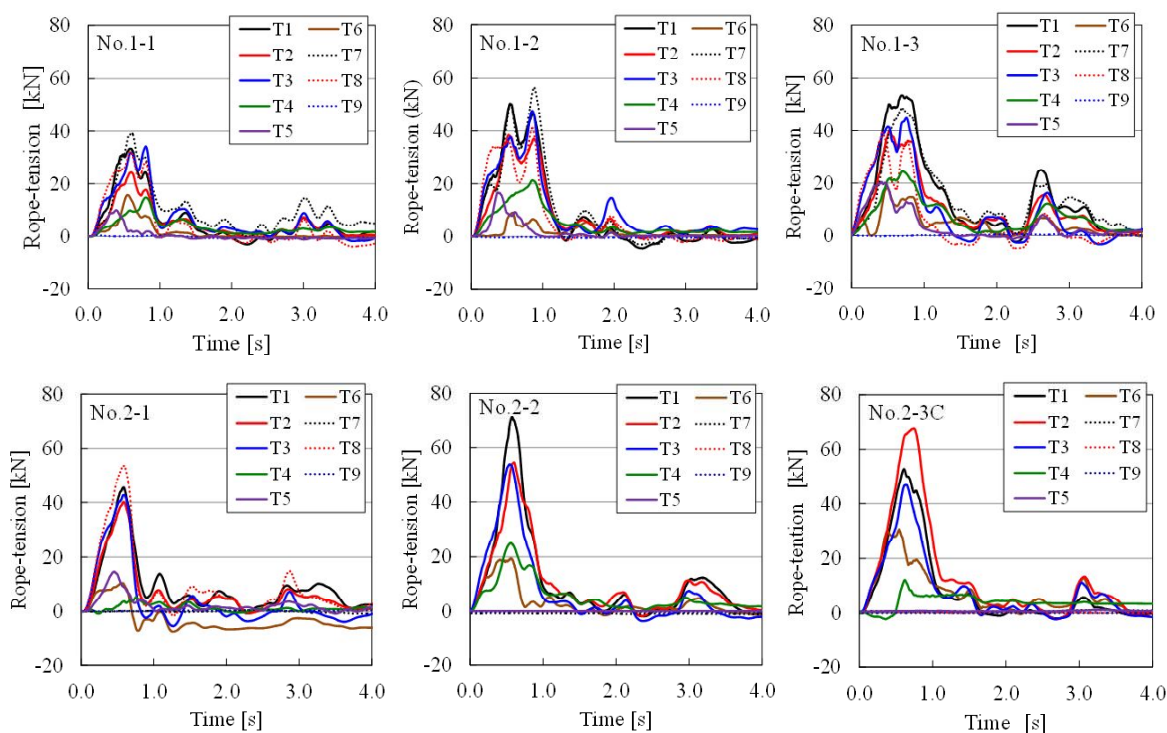 80
60
40
20
0
-20
Rope-tension [kN]
No.1-1
T1 T6
T2 T7
T3 T8
T4 T9
T5
0.0 1.0 2.0 3.0 4.0
Time [s]
80
60
40
20
0
-20
Rope-tension (kN)
No.1-2
T1 T6
T2 T7
T3 T8
T4 T9
T5
0.0 1.0 2.0 3.0 4.0
Time [s]
80
60
40
20
0
-20
Rope-tension [kN]
No.1-3
T1 T6
T2 T7
T3 T8
T4 T9
T5
0.0 1.0 2.0 3.0 4.0
Time [s]
80
60
40
20
0
-20
Rope-tension [kN]
No.2-1
T1 T6
T2 T7
T3 T8
T4 T9
T5
0.0 1.0 2.0 3.0 4.0
Time [s]
80
60
40
20
0
-20
Rope-tension [kN]
No.2-2
T1 T6
T2 T7
T3 T8
T4 T9
T5
0.0 1.0 2.0 3.0 4.0
Time [s]
80
60
40
20
0
-20
Rope-tention [kN]
No.2-3C
T1 T6
T2 T7
T3 T8
T4 T9
T5
0.0 1.0 2.0 3.0 4.0
Time [s]